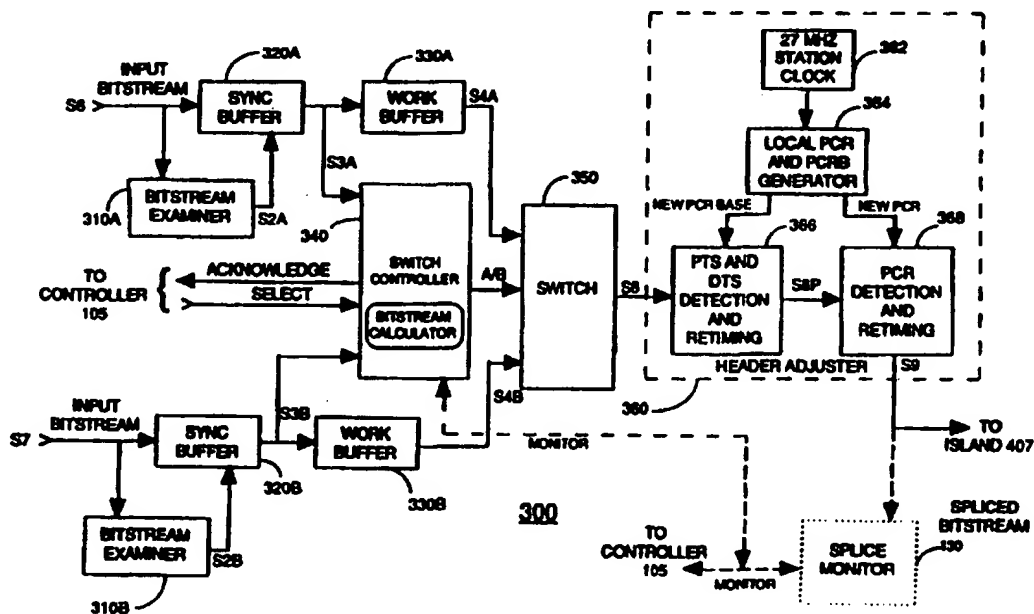 320A
330A
27 MHZ
STATION
CLOCK
362
INPUT
BITSTREAM
S6
SYNC
BUFFER
WORK
BUFFER
S4A
364
LOCAL PCR
AND PCRB
GENERATOR
S3A
310A
BITSTREAM
EXAMINER
S2A
340
350
NEW PCR BASE
NEW PCR
366
368
TO
CONTROLLER
105
ACKNOWLEDGE
SELECT
SWITCH
CONTROLLER
BITSTREAM
CALCULATOR
A/B
SWITCH
S8
PTS AND
DTS
DETECTION
AND
RETIMING
S8P
PCR
DETECTION
AND
RETIMING
HEADER ADJUSTER
S9
360
S4B
S3B
INPUT
BITSTREAM
S7
SYNC
BUFFER
WORK
BUFFER
MONITOR
TO
ISLAND 407
320B
330B
300
BITSTREAM
EXAMINER
S2B
310B
SPLICED
BITSTREAM
TO
CONTROLLER
105
MONITOR
SPLICE
MONITOR
130